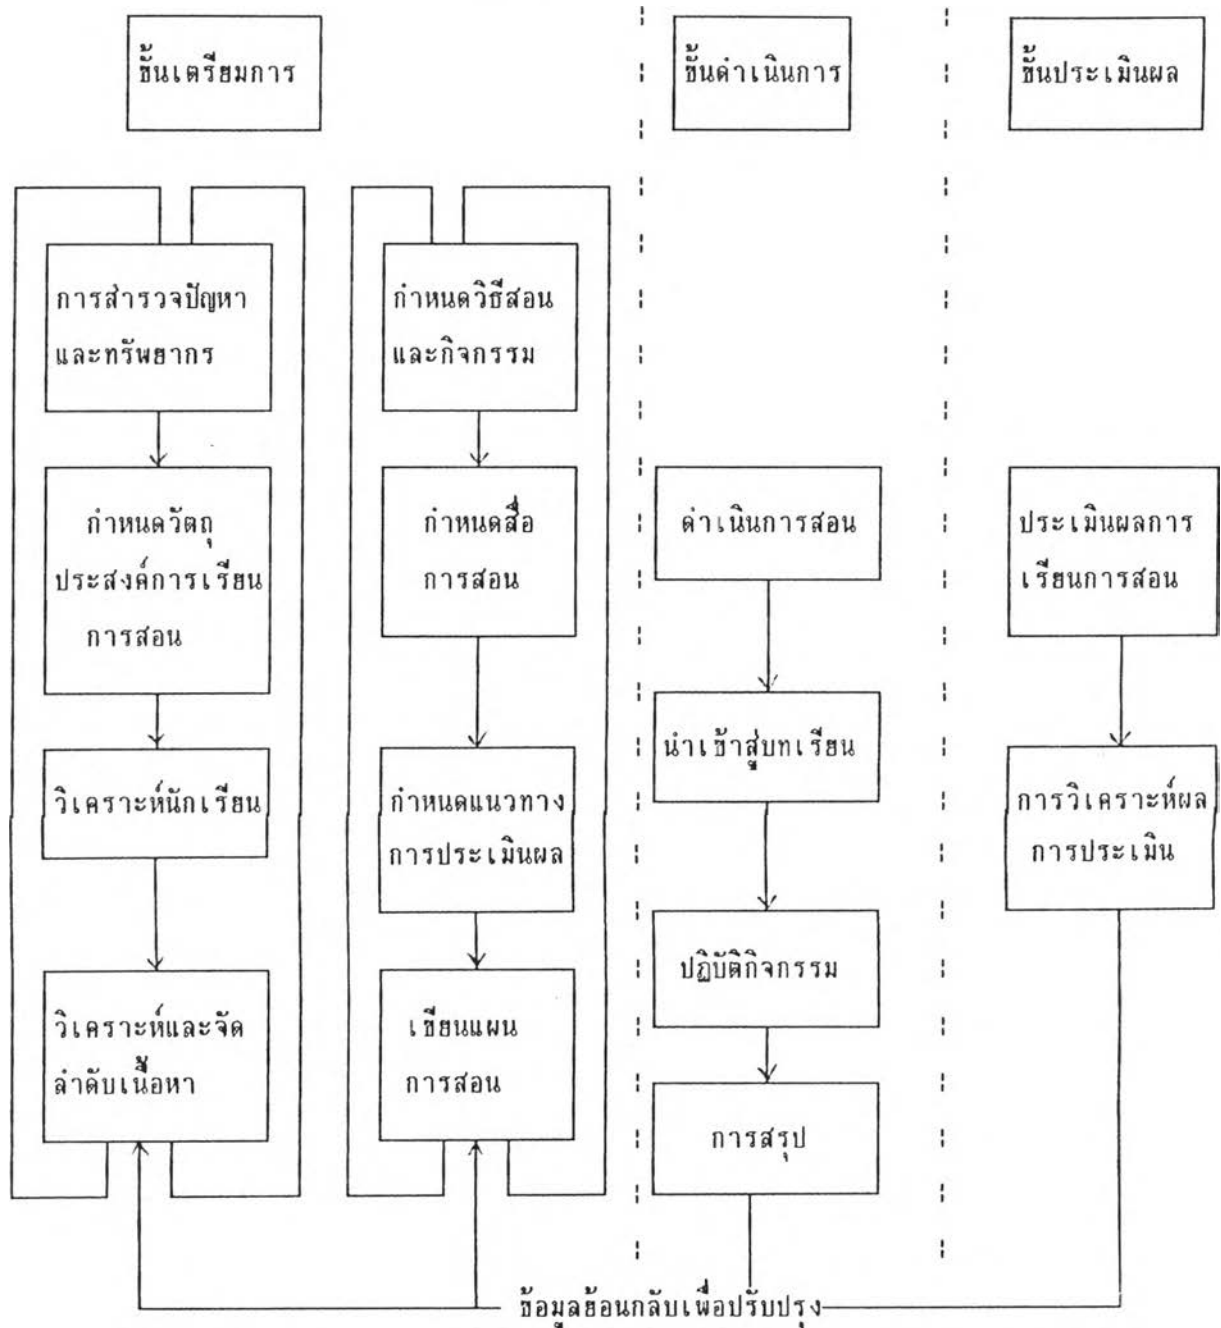 ขั้นเตรียมการ
ขั้นดำเนินการ
ขั้นประเมินผล
การสำรวจปัญหา
และทรัพยากร
กำหนดวัตถุ
ประสงค์การเรียน
การสอน
วิเคราะห์นักเรียน
วิเคราะห์และจัด
ลำดับเนื้อหา
กำหนดวิธีสอน
และกิจกรรม
กำหนดสื่อ
การสอน
กำหนดแนวทาง
การประเมินผล
เขียนแผน
การสอน
ดำเนินการสอน
นำเข้าสู่บทเรียน
ปฏิบัติกิจกรรม
การสรุป
ประเมินผลการ
เรียนการสอน
การวิเคราะห์ผล
การประเมิน
ข้อมูลย้อนกลับเพื่อปรับปรุง